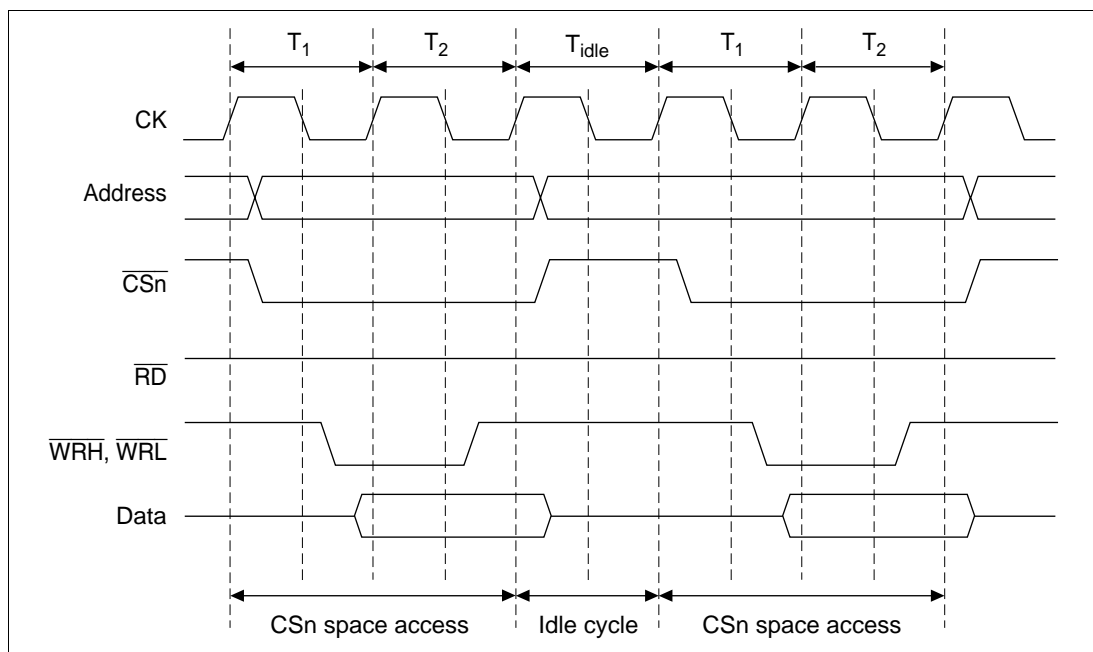 T1 T2 Tidle T1 T2
CK
Address
CSn
RD
WRH, WRL
Data
CSn space access Idle cycle CSn space access